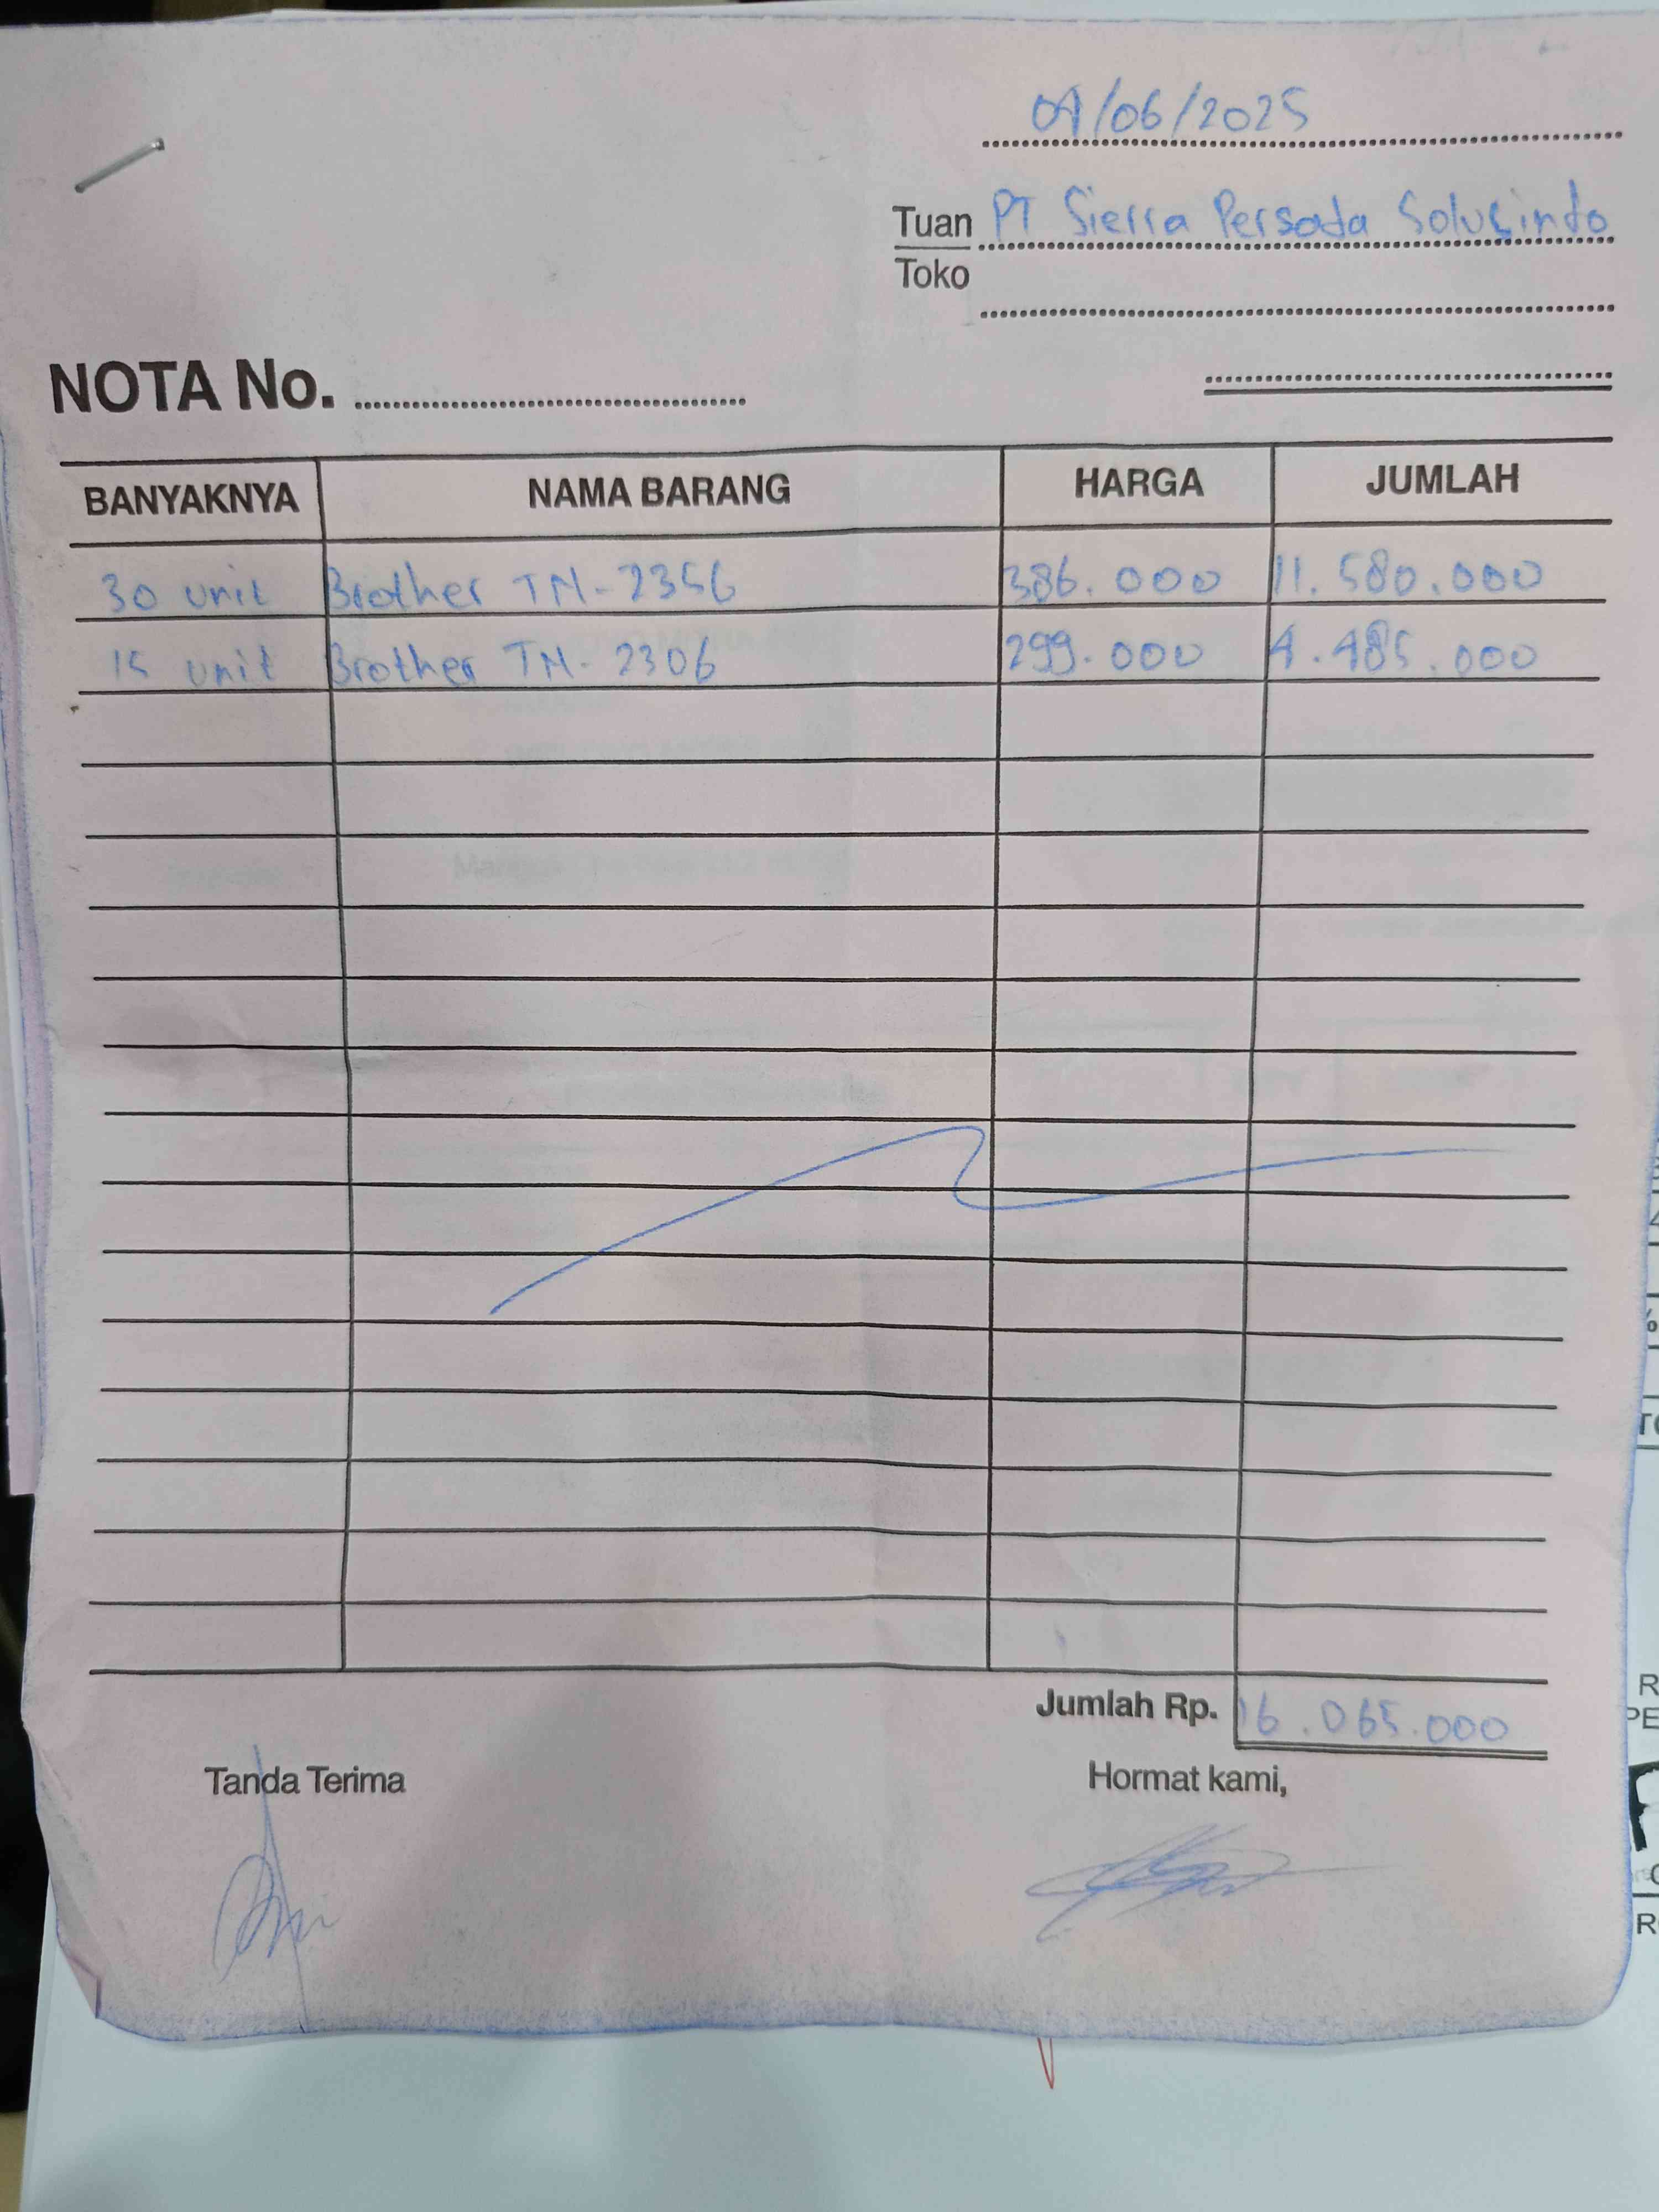 09/06/2025
Tuan PT Sierra Persada Solusindo
Toko
NOTA No.
BANYAKNYA NAMA BARANG HARGA JUMLAH
30 unit Brother TN-2356 386.000 11.580.000
15 unit Brother TN-2306 299.000 4.485.000
Jumlah Rp. 16.065.000
Tanda Terima Hormat kami,